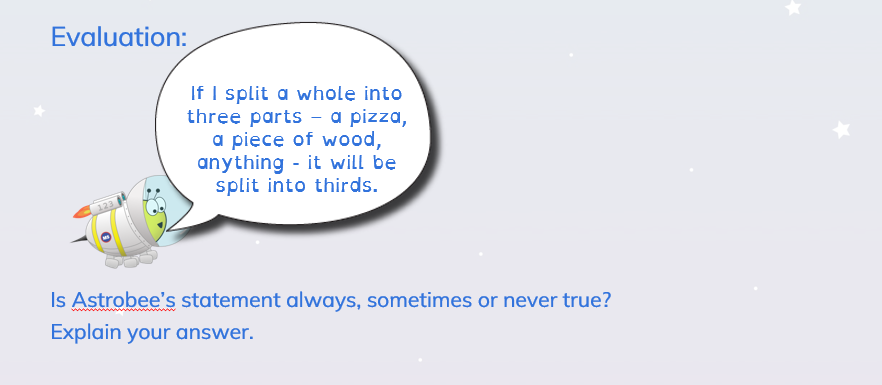 Evaluation:
If I split a whole into
three parts – a pizza,
a piece of wood,
anything - it will be
split into thirds.
123
Is Astrobee's statement always, sometimes or never true?
Explain your answer.